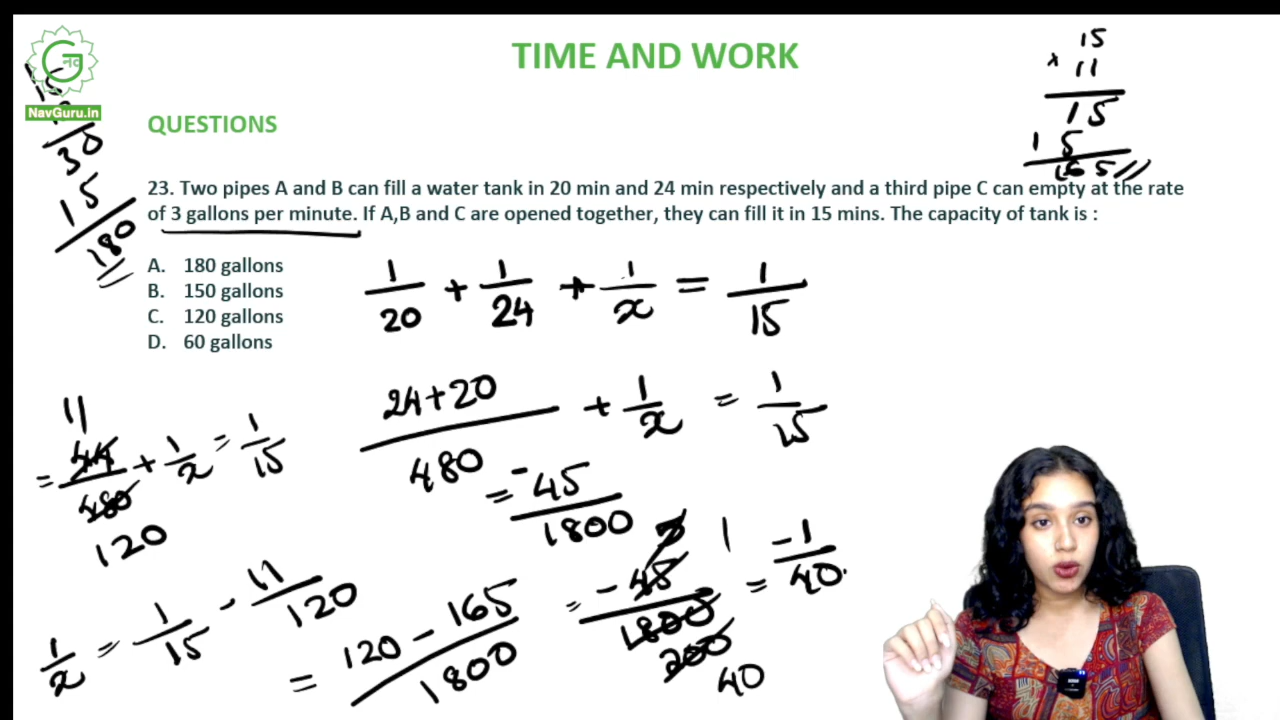 नव
NavGuru.in
TIME AND WORK
QUESTIONS
23. Two pipes A and B can fill a water tank in 20 min and 24 min respectively and a third pipe C can empty at the rate
of 3 gallons per minute. If A,B and C are opened together, they can fill it in 15 mins. The capacity of tank is :
A. 180 gallons
B. 150 gallons
C. 120 gallons
D. 60 gallons
15
× 11
15
15
165//
15
30
15
180
1/20 + 1/24 + 1/x = 1/15
24+20/480 + 1/x = 1/15
11
= 44/480 + 1/x = 1/15
120
1/x = 1/15 - 11/120
= 120 - 165/1800
= -45/1800
= -45/1800 = -1/40.
1
200
40